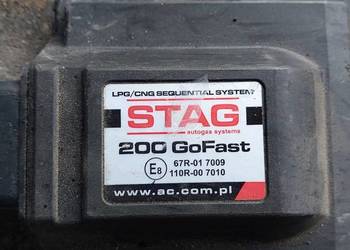 LPG/CNG SEQUENTIAL SYSTEM
STAG
autogas systems
200 GoFast
E8 67R-01 7009
110R-00 7010
www.ac.com.pl